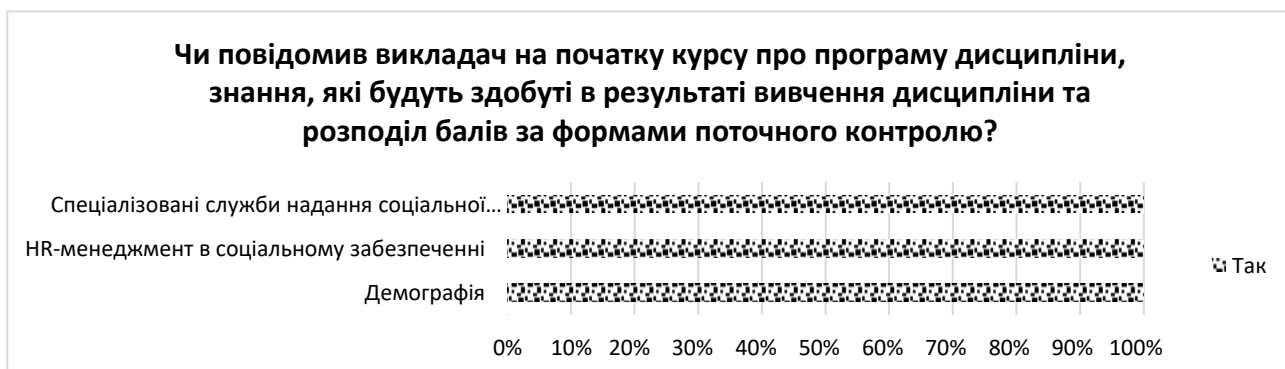 Чи повідомив викладач на початку курсу про програму дисципліни,
знання, які будуть здобуті в результаті вивчення дисципліни та
розподіл балів за формами поточного контролю?
Спеціалізовані служби надання соціальної...
HR-менеджмент в соціальному забезпеченні
Демографія
Так
0% 10% 20% 30% 40% 50% 60% 70% 80% 90% 100%